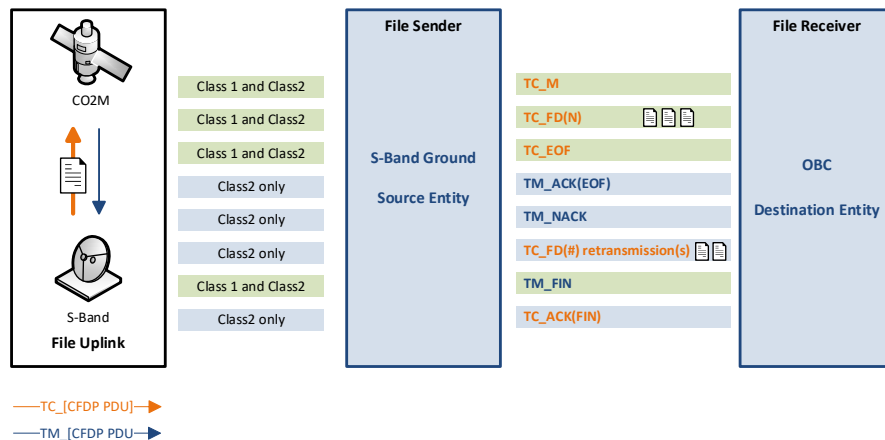 File Sender
File Receiver
CO2M
S-Band
File Uplink
Class 1 and Class2
Class 1 and Class2
Class 1 and Class2
Class2 only
Class2 only
Class2 only
Class 1 and Class2
Class2 only
S-Band Ground
Source Entity
TC_M
TC_FD(N)
TC_EOF
TM_ACK(EOF)
TM_NACK
TC_FD(#) retransmission(s)
TM_FIN
TC_ACK(FIN)
OBC
Destination Entity
TC_[CFDP PDU]
TM_[CFDP PDU